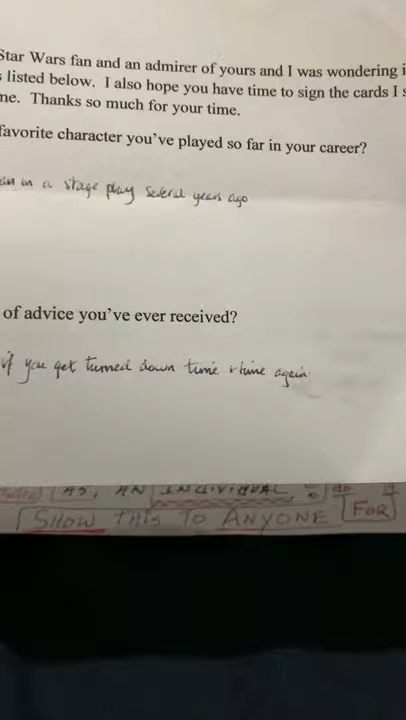 Star Wars fan and an admirer of yours and I was wondering i
listed below. I also hope you have time to sign the cards I s
me. Thanks so much for your time.
favorite character you've played so far in your career?
in a stage play several years ago
of advice you've ever received?
if you get turned down time & time again
AS, AN INDIVIDUAL
SHOW THIS TO ANYONE FOR